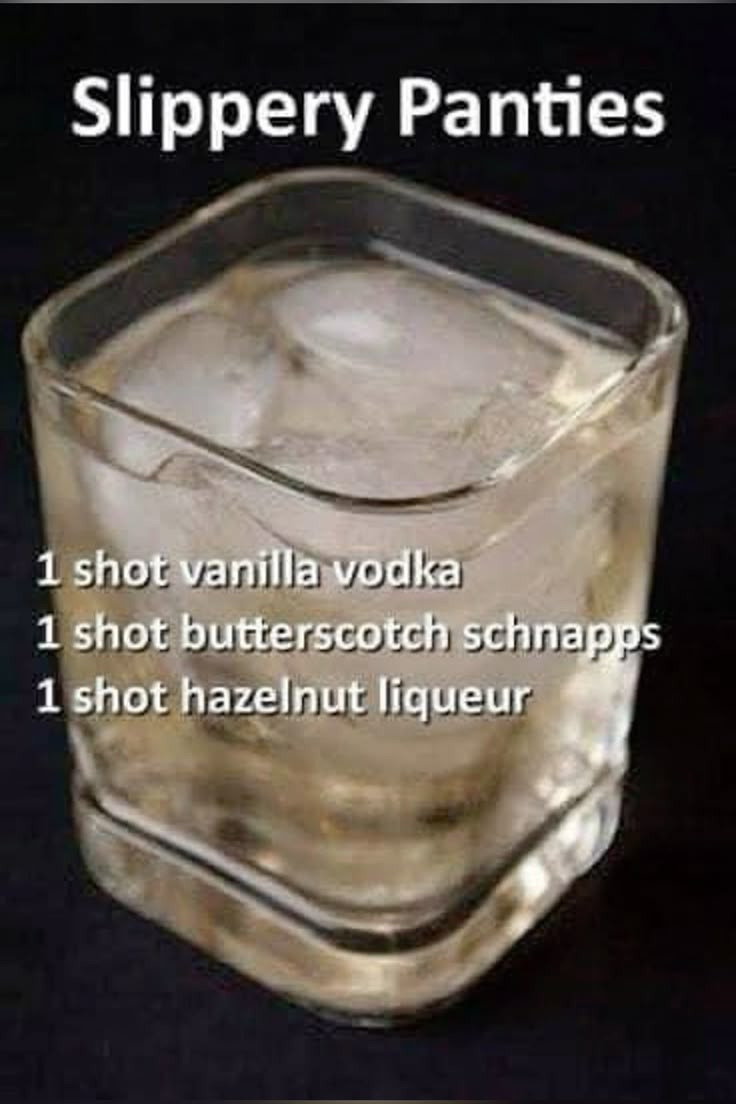 Slippery Panties
1 shot vanilla vodka
1 shot butterscotch schnapps
1 shot hazelnut liqueur